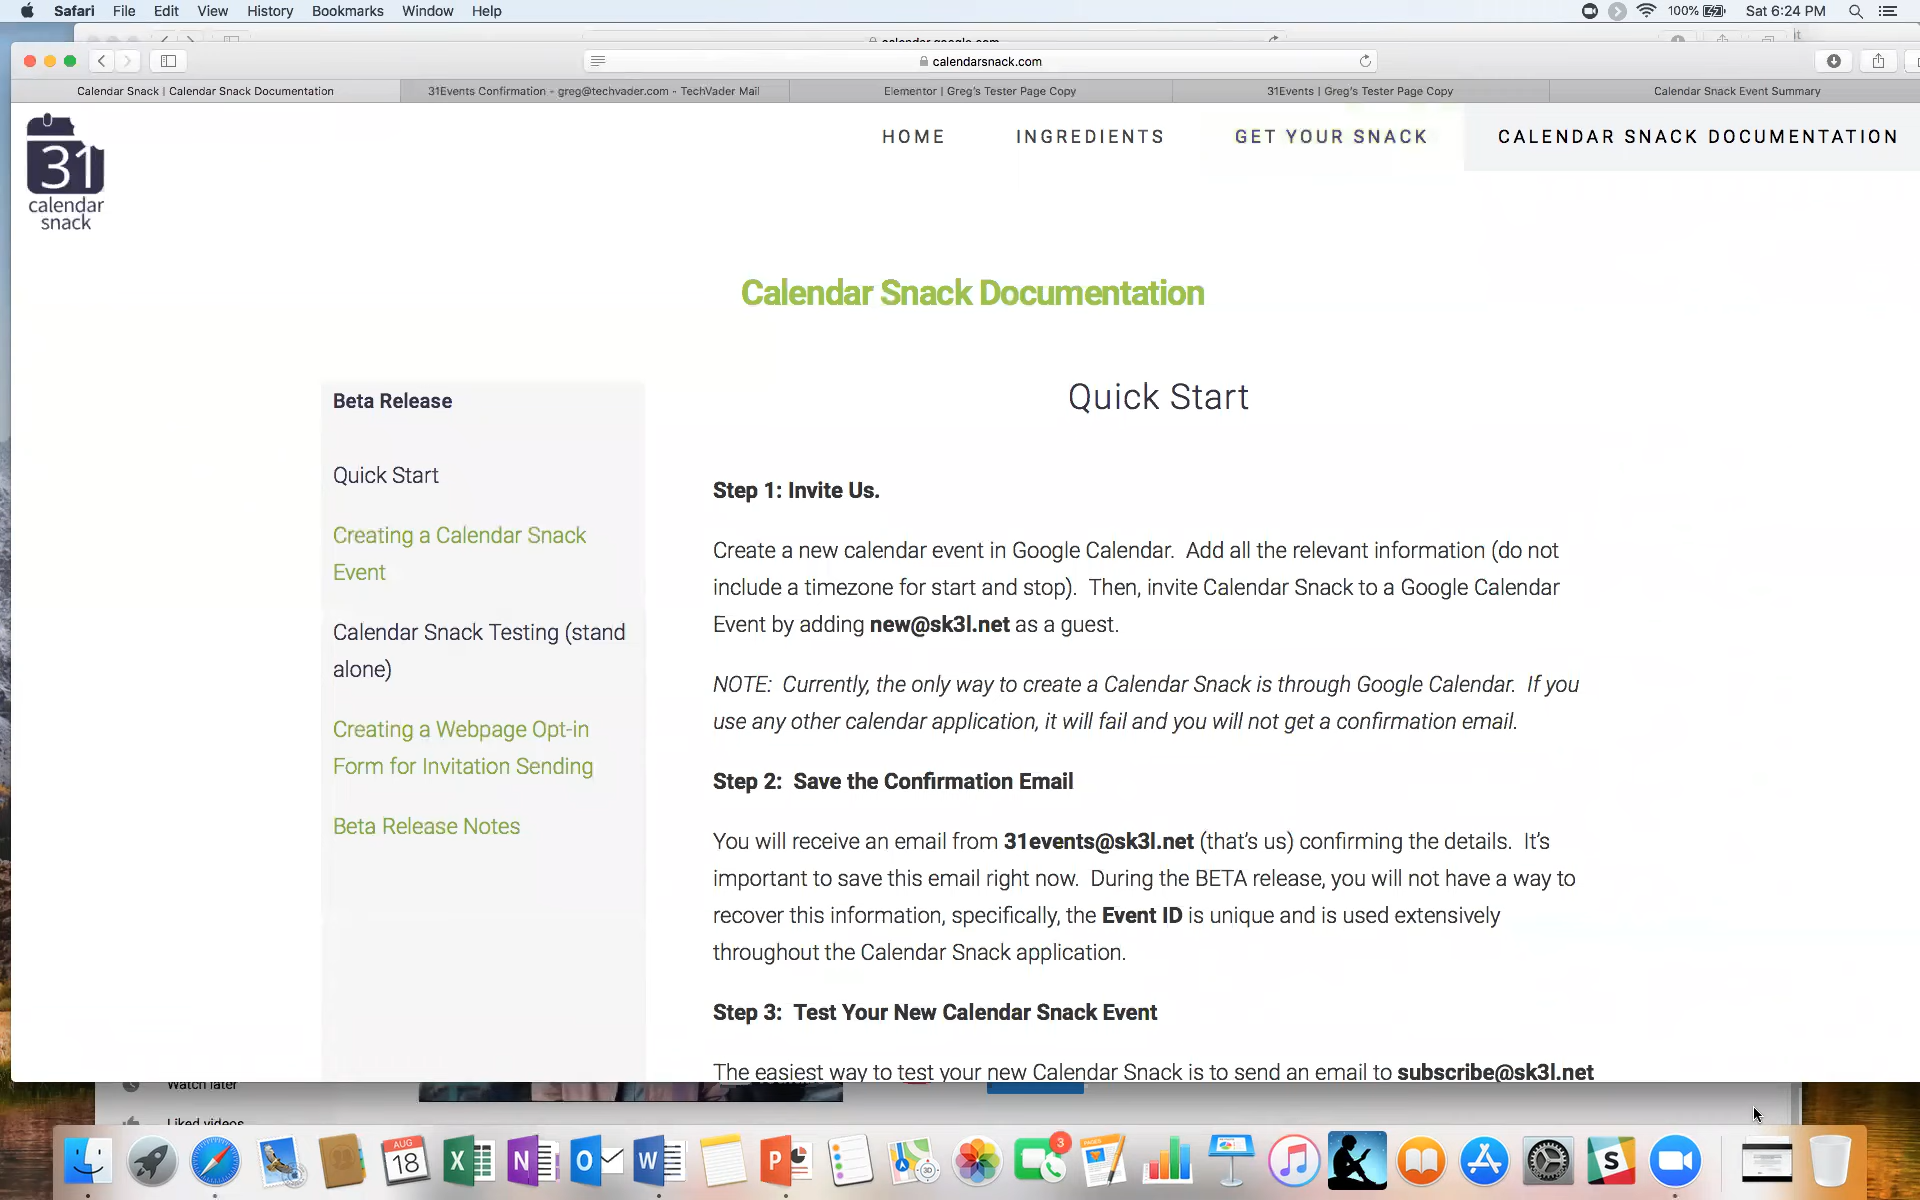 Safari File Edit View History Bookmarks Window Help 100% Sat 6:24 PM
calendar.google.com
calendarsnack.com
Calendar Snack | Calendar Snack Documentation 31Events Confirmation - greg@techvader.com - TechVader Mail Elementor | Greg's Tester Page Copy 31Events | Greg's Tester Page Copy Calendar Snack Event Summary
31
calendar
snack
HOME INGREDIENTS GET YOUR SNACK CALENDAR SNACK DOCUMENTATION
Calendar Snack Documentation
Beta Release
Quick Start
Creating a Calendar Snack
Event
Calendar Snack Testing (stand
alone)
Creating a Webpage Opt-in
Form for Invitation Sending
Beta Release Notes
Quick Start
Step 1: Invite Us.
Create a new calendar event in Google Calendar. Add all the relevant information (do not
include a timezone for start and stop). Then, invite Calendar Snack to a Google Calendar
Event by adding new@sk3l.net as a guest.
NOTE: Currently, the only way to create a Calendar Snack is through Google Calendar. If you
use any other calendar application, it will fail and you will not get a confirmation email.
Step 2: Save the Confirmation Email
You will receive an email from 31events@sk3l.net (that's us) confirming the details. It's
important to save this email right now. During the BETA release, you will not have a way to
recover this information, specifically, the Event ID is unique and is used extensively
throughout the Calendar Snack application.
Step 3: Test Your New Calendar Snack Event
The easiest way to test your new Calendar Snack is to send an email to subscribe@sk3l.net
Watch later
Liked videos
AUG
18
X
N
O
W
P
3D
3
PAGES
S